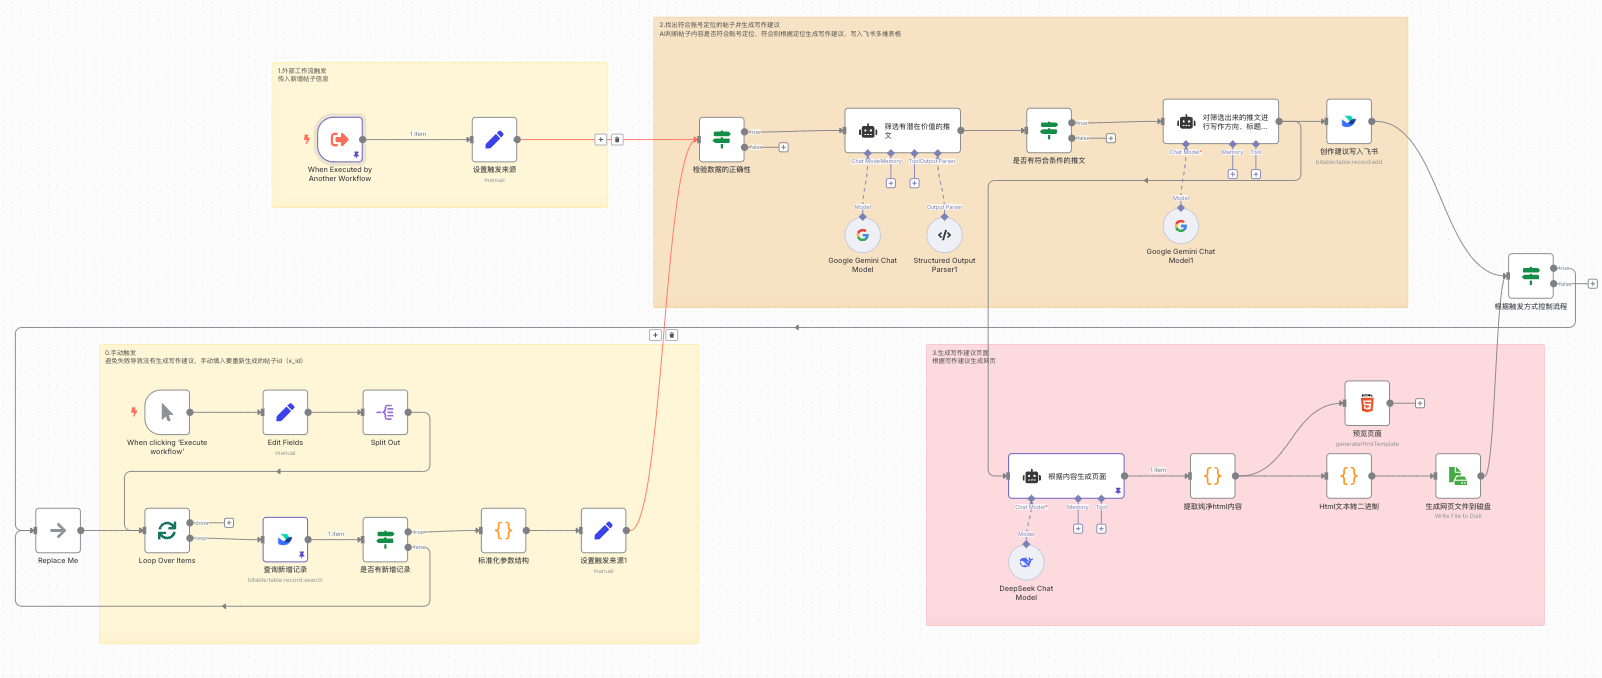 1.外部工作流触发
传入新增帖子信息
1 item
When Executed by
Another Workflow
设置触发来源
manual
2.找出符合账号定位的帖子并生成写作建议
AI判断帖子内容是否符合账号定位，符合则根据定位生成写作建议，写入飞书多维表格
true
false
检验数据的正确性
筛选有潜在价值的推
文
Chat Model
Memory
Tool
Output Parser
Model
Output Parser
Google Gemini Chat
Model
Structured Output
Parser1
true
false
是否有符合条件的推文
对筛选出来的推文进
行写作方向、标题...
Chat Model*
Memory
Tool
Model
Google Gemini Chat
Model1
创作建议写入飞书
bitable:table:record:add
true
false
根据触发方式控制流程
0.手动触发
避免失败导致没有生成写作建议，手动填入要重新生成的帖子id（x_id）
When clicking ‘Execute
workflow’
Edit Fields
manual
Split Out
Replace Me
done
loop
Loop Over Items
查询新增记录
bitable:table:record:search
1 item
true
false
是否有新增记录
标准化参数结构
设置触发来源1
manual
3.生成写作建议页面
根据写作建议生成网页
根据内容生成页面
Chat Model*
Memory
Tool
Model
DeepSeek Chat
Model
1 item
提取纯净html内容
预览页面
generateHtmlTemplate
Html文本转二进制
生成网页文件到磁盘
Write File to Disk